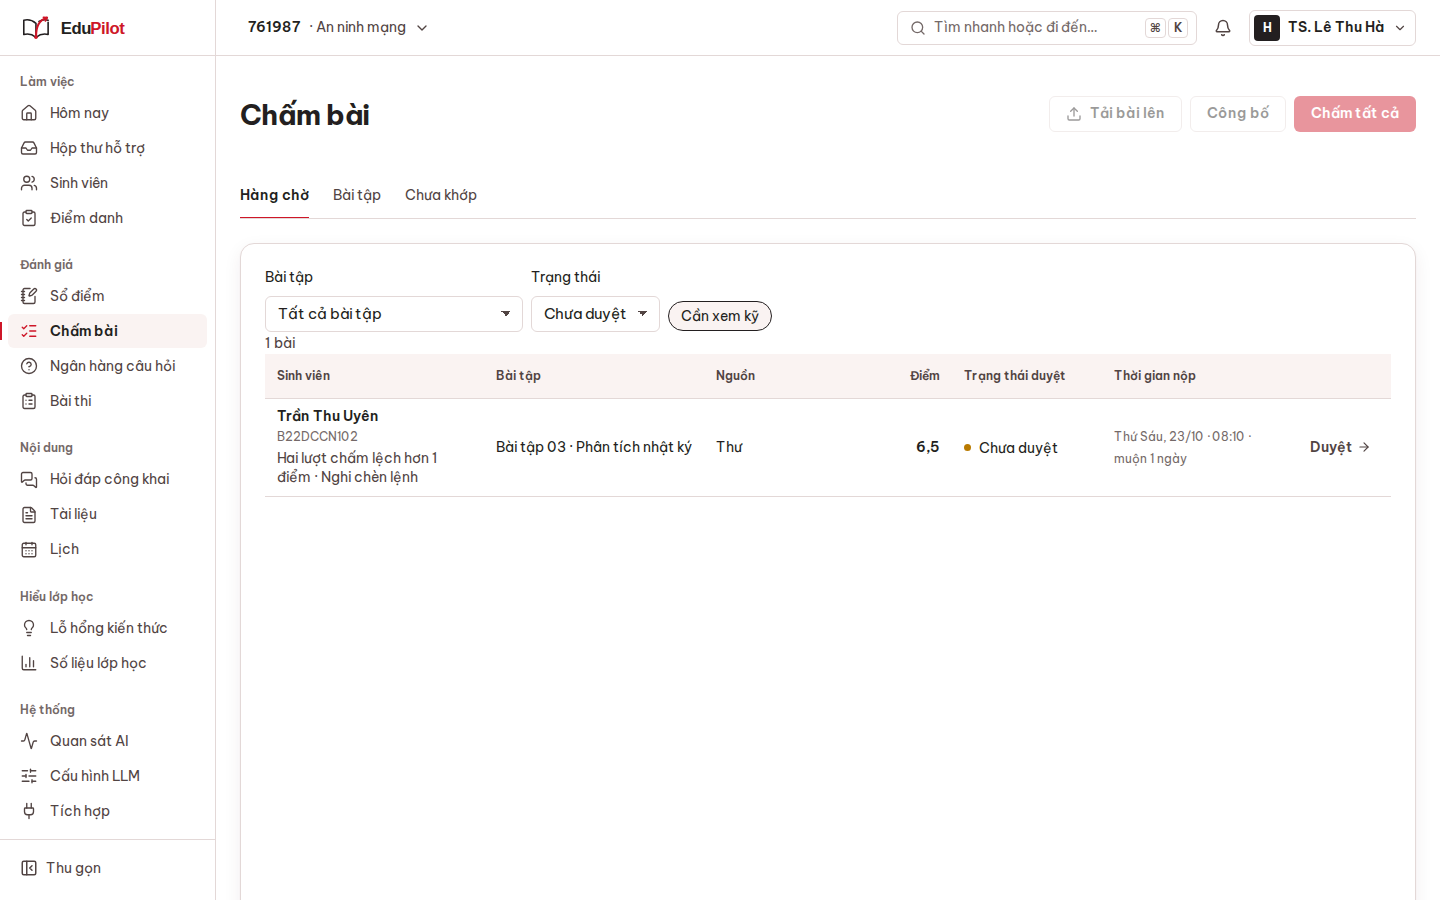 EduPilot
761987 · An ninh mạng
Tìm nhanh hoặc đi đến...
⌘ K
H TS. Lê Thu Hà
Làm việc
Hôm nay
Hộp thư hỗ trợ
Sinh viên
Điểm danh
Đánh giá
Sổ điểm
Chấm bài
Ngân hàng câu hỏi
Bài thi
Nội dung
Hỏi đáp công khai
Tài liệu
Lịch
Hiểu lớp học
Lỗ hổng kiến thức
Số liệu lớp học
Hệ thống
Quan sát AI
Cấu hình LLM
Tích hợp
Thu gọn
Chấm bài
Tải bài lên
Công bố
Chấm tất cả
Hàng chờ
Bài tập
Chưa khớp
Bài tập
Trạng thái
Tất cả bài tập
Chưa duyệt
Cần xem kỹ
1 bài
Sinh viên
Bài tập
Nguồn
Điểm
Trạng thái duyệt
Thời gian nộp
Trần Thu Uyên
B22DCCN102
Hai lượt chấm lệch hơn 1
điểm · Nghi chèn lệnh
Bài tập 03 · Phân tích nhật ký
Thư
6,5
Chưa duyệt
Thứ Sáu, 23/10 · 08:10 ·
muộn 1 ngày
Duyệt →